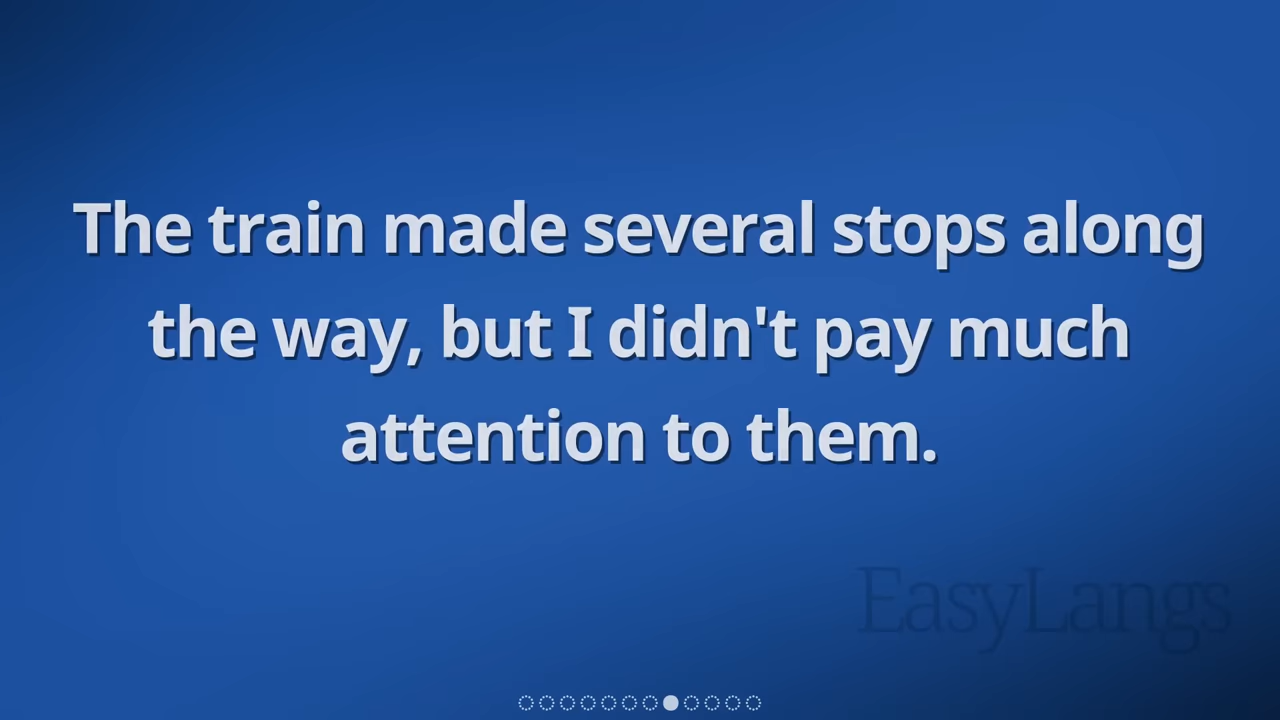 The train made several stops along
the way, but I didn't pay much
attention to them.
EasyLangs